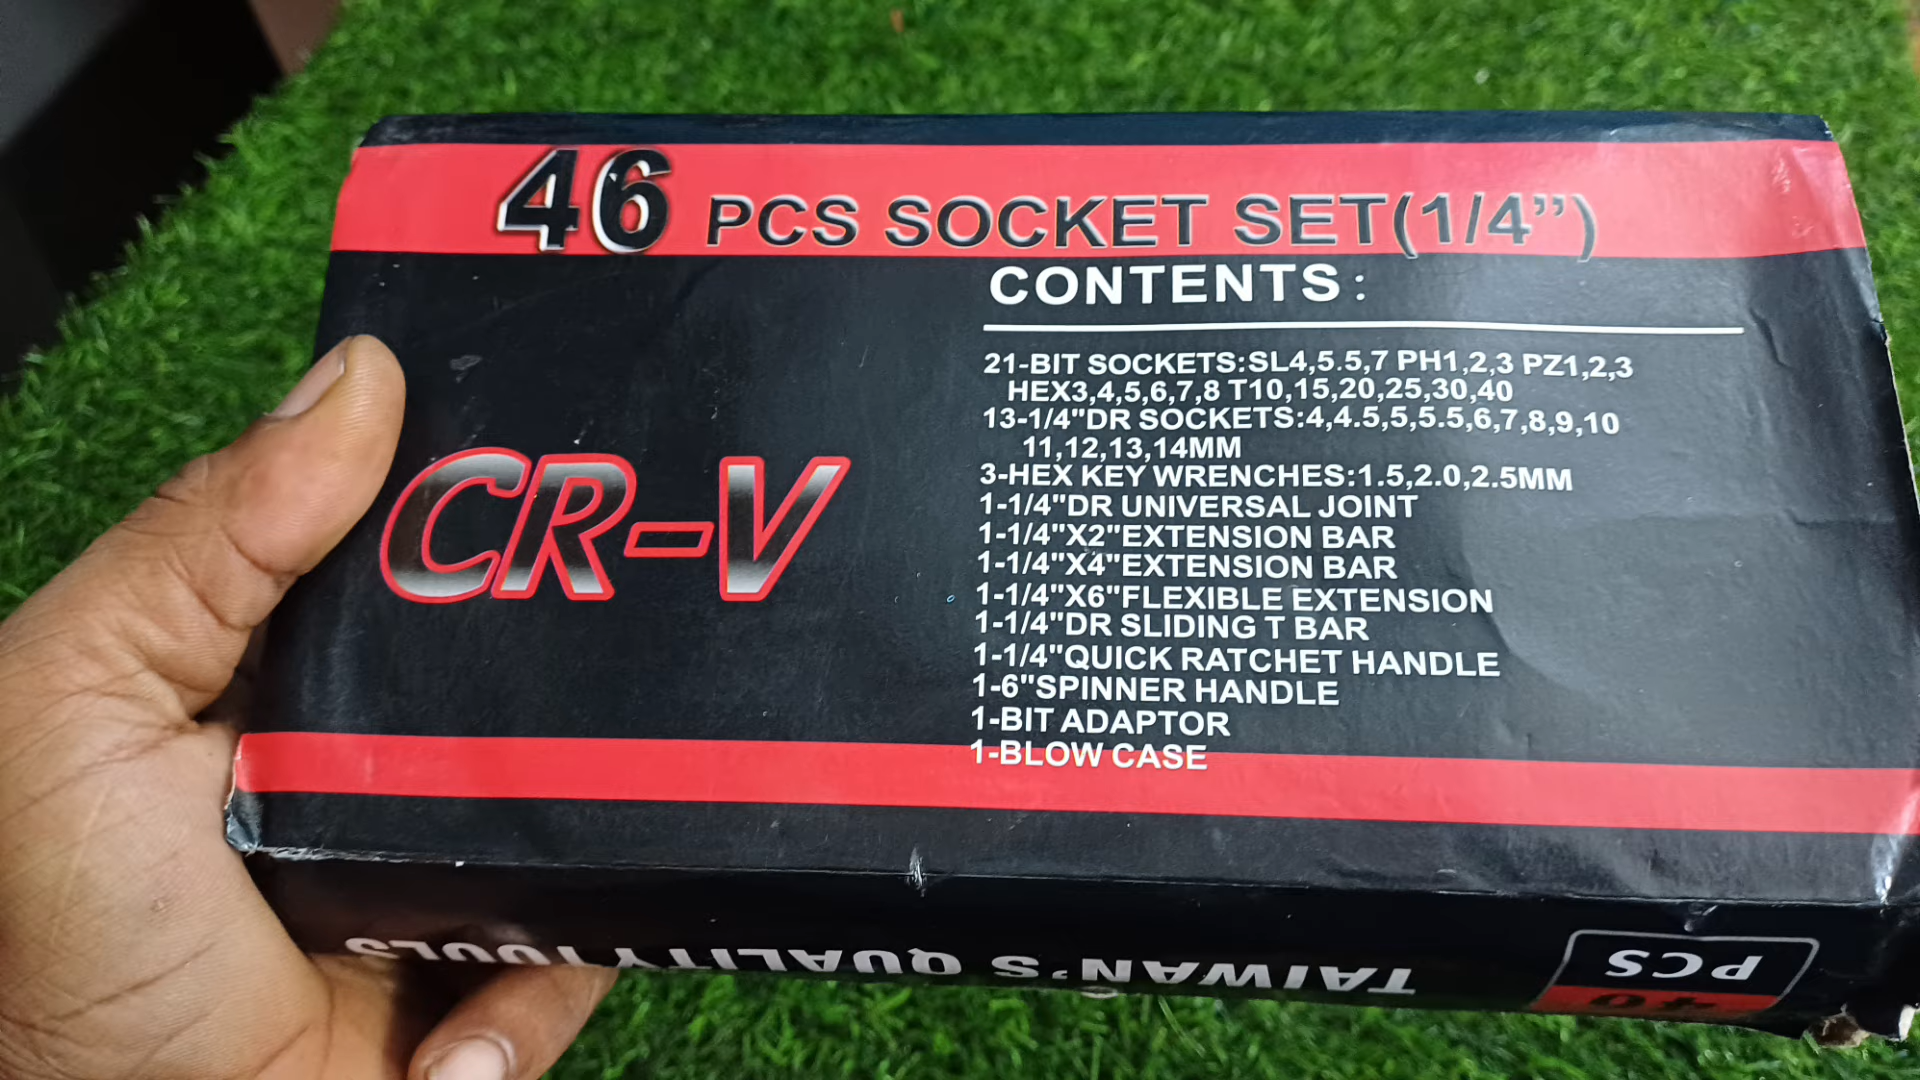 46 PCS SOCKET SET(1/4”)
CONTENTS :
21-BIT SOCKETS:SL4,5.5,7 PH1,2,3 PZ1,2,3
HEX3,4,5,6,7,8 T10,15,20,25,30,40
13-1/4"DR SOCKETS:4,4.5,5,5.5,6,7,8,9,10
11,12,13,14MM
3-HEX KEY WRENCHES:1.5,2.0,2.5MM
1-1/4"DR UNIVERSAL JOINT
1-1/4"X2"EXTENSION BAR
1-1/4"X4"EXTENSION BAR
1-1/4"X6"FLEXIBLE EXTENSION
1-1/4"DR SLIDING T BAR
1-1/4"QUICK RATCHET HANDLE
1-6"SPINNER HANDLE
1-BIT ADAPTOR
1-BLOW CASE
CR-V
TAIWAN'S QUALITY TOOLS
PCS